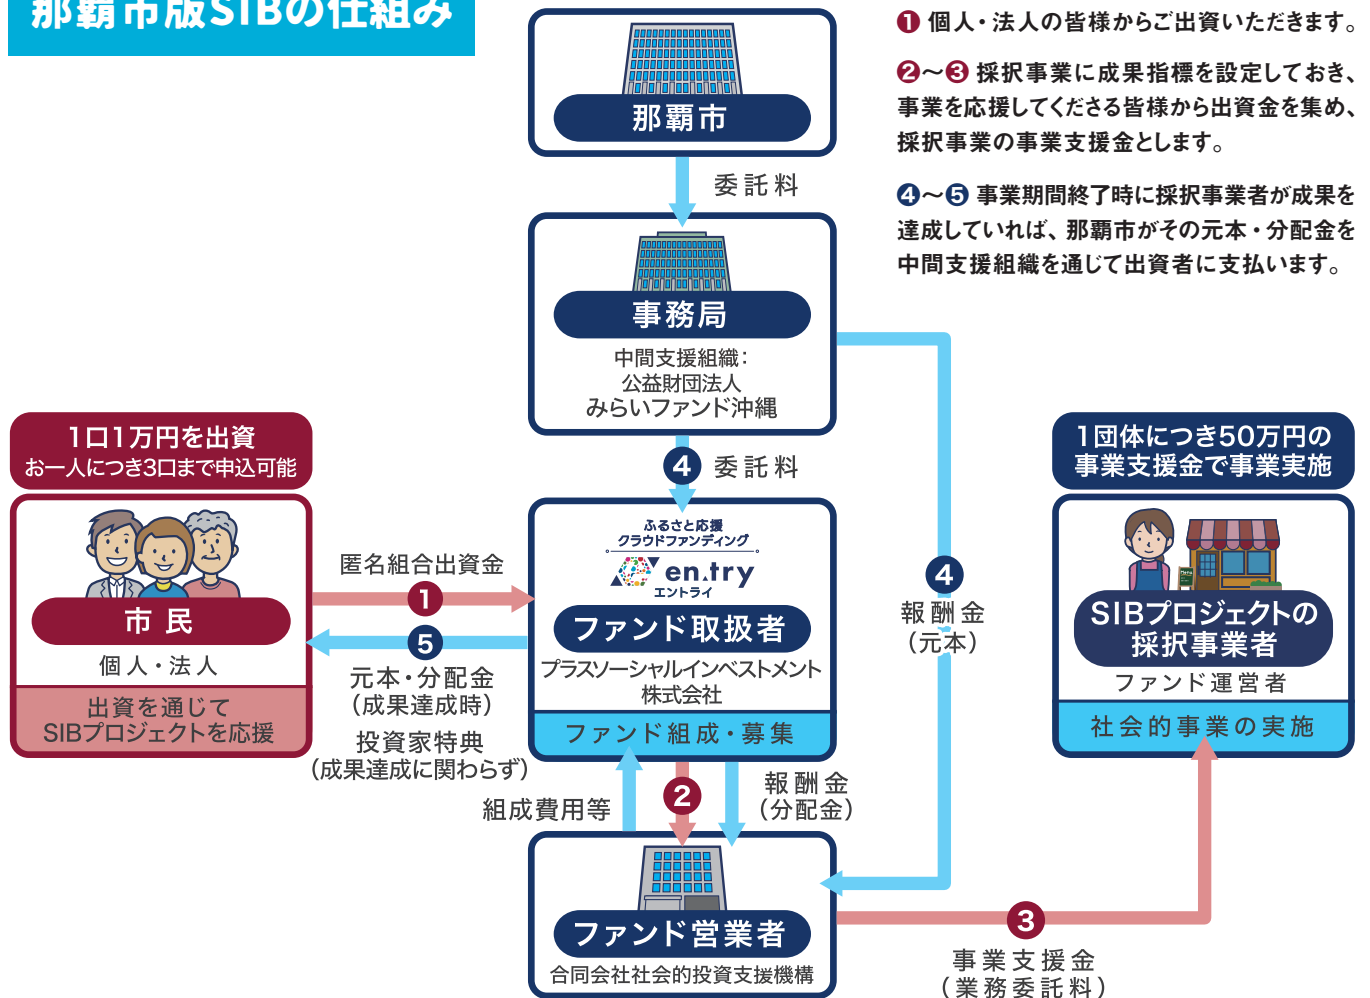 那覇市版SIBの仕組み
❶ 個人・法人の皆様からご出資いただきます。
❷～❸ 採択事業に成果指標を設定しておき、
事業を応援してくださる皆様から出資金を集め、
採択事業の事業支援金とします。
❹～❺ 事業期間終了時に採択事業者が成果を
達成していれば、那覇市がその元本・分配金を
中間支援組織を通じて出資者に支払います。
那覇市
委託料
事務局
中間支援組織：
公益財団法人
みらいファンド沖縄
❹ 委託料
1口1万円を出資
お一人につき3口まで申込可能
市民
個人・法人
出資を通じて
SIBプロジェクトを応援
匿名組合出資金
❶
❺
元本・分配金
（成果達成時）
投資家特典
（成果達成に関わらず）
ふるさと応援
クラウドファンディング
en.try
エントライ
ファンド取扱者
プラスソーシャルインベストメント
株式会社
ファンド組成・募集
❹
報酬金
（元本）
1団体につき50万円の
事業支援金で事業実施
SIBプロジェクトの
採択事業者
ファンド運営者
社会的事業の実施
組成費用等
❷
報酬金
（分配金）
ファンド営業者
合同会社社会的投資支援機構
❸
事業支援金
（業務委託料）